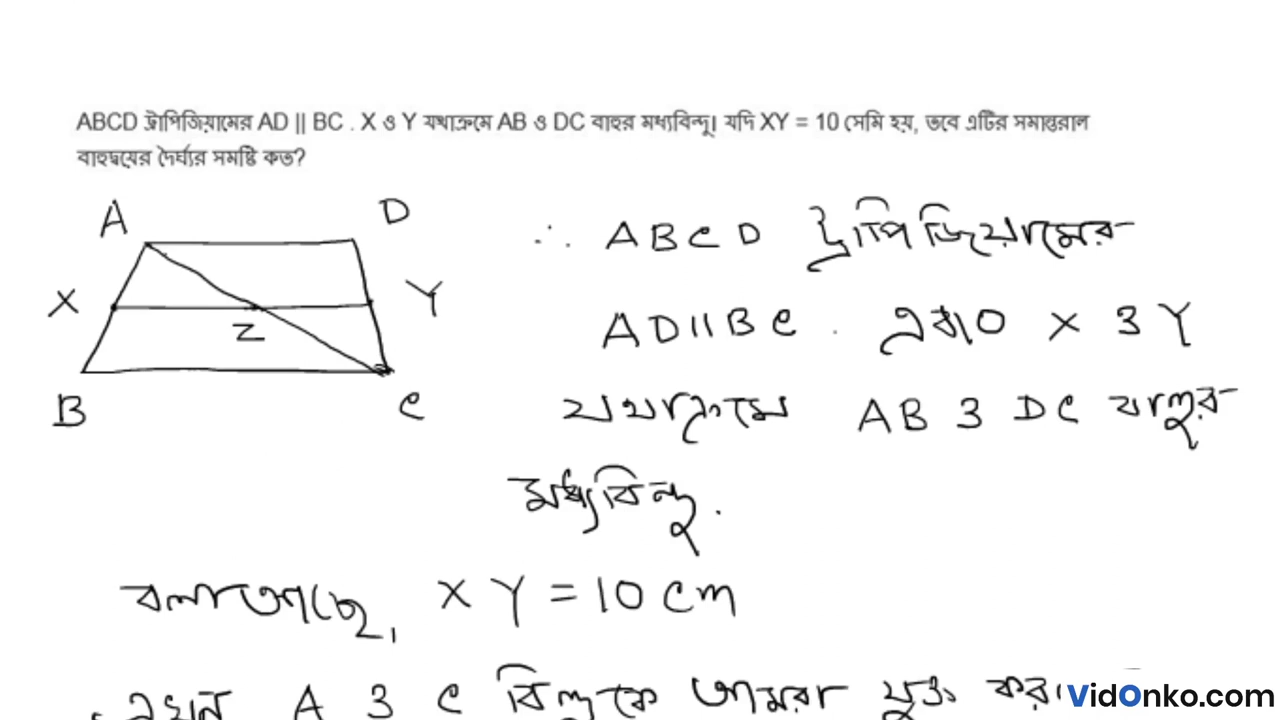 ABCD ট্রাপিজিয়ামের AD || BC . X ও Y যথাক্রমে AB ও DC বাহুর মধ্যবিন্দু। যদি XY = 10 সেমি হয়, তবে এটির সমান্তরাল
বাহুদ্বয়ের দৈর্ঘ্যর সমষ্টি কত?
A D
∴ ABCD ট্রাপিজিয়ামের
X Y
Z
AD||BC . এবং X ও Y
B C
যথাক্রমে AB ও DC বাহুর
মধ্যবিন্দু.
বলা আছে, XY = 10 cm
এখন A ও C বিন্দুকে আমরা যুক্ত করা
VidOnko.com